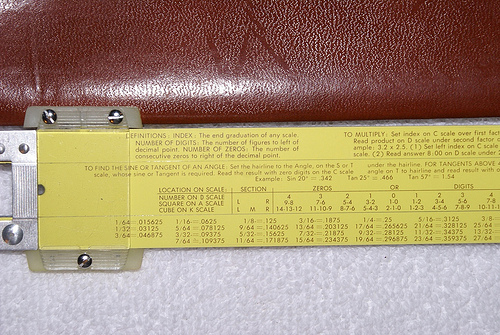 DEFINITIONS: INDEX - The end graduation of any scale.
NUMBER OF DIGITS: The number of figures to left of
decimal point. NUMBER OF ZEROS: The number of
consecutive zeros to right of the decimal point.
TO MULTIPLY: Set index on C scale over first fact
Read product on D scale under second factor o
ample: 3.2 x 2.5. (1) Set left index on C scale
scale. (2) Read answer 8.00 on D scale under
TO FIND THE SINE OR TANGENT OF AN ANGLE. Set the hairline to the Angle, on the S or T
scale, whose sine or Tangent is Required. Read result with zero digits on the C scale
under the hairline. FOR TANGENTS ABOVE
angle on T to hairline and read result with
Example: Sin 20° = .342 Tan 25° = .466 Tan 57° = 1.54
LOCATION ON SCALE: SECTION ZEROS OR DIGITS
NUMBER ON D SCALE 4 3 2 1 0 1 2 3 4
SQUARE ON A SCALE L R 9-8 7-6 5-4 3-2 1-0 1-2 3-4 5-6 7-8
CUBE ON K SCALE L M R 14-13-12 11-10-9 8-7-6 5-4-3 2-1-0 1-2-3 4-5-6 7-8-9 10-11-1
1/64=.015625 1/16=.0625 1/8=.125 3/16=.1875 1/4=.25 5/16=.3125 3/8
1/32=.03125 5/64=.078125 9/64=.140625 13/64=.203125 17/64=.265625 21/64=.328125 25/64
3/64=.046875 3/32=.09375 5/32=.15625 7/32=.21875 9/32=.28125 11/32=.34375 13/32
7/64=.109375 11/64=.171875 15/64=.234375 19/64=.296875 23/64=.359375 27/64